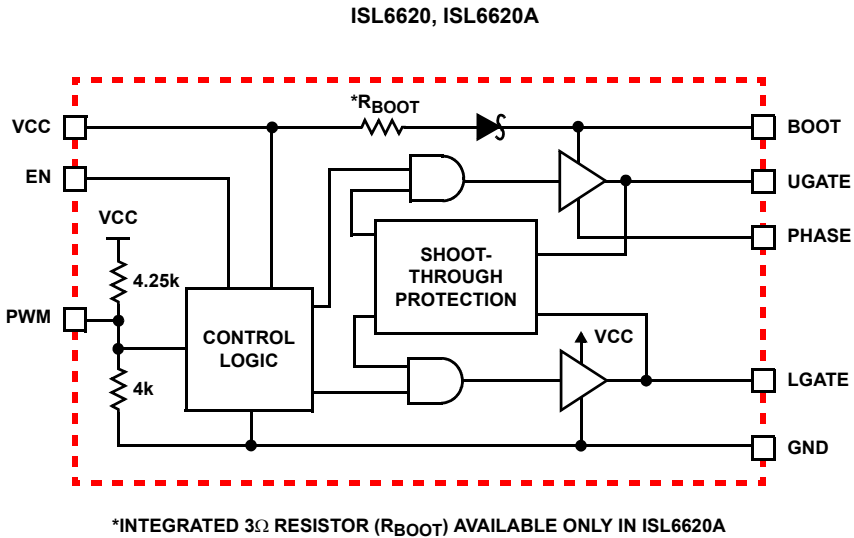 ISL6620, ISL6620A
*RBOOT
VCC
BOOT
EN
UGATE
VCC
PHASE
4.25k
SHOOT-
THROUGH
PROTECTION
PWM
CONTROL
LOGIC
VCC
4k
LGATE
GND
*INTEGRATED 3Ω RESISTOR (RBOOT) AVAILABLE ONLY IN ISL6620A